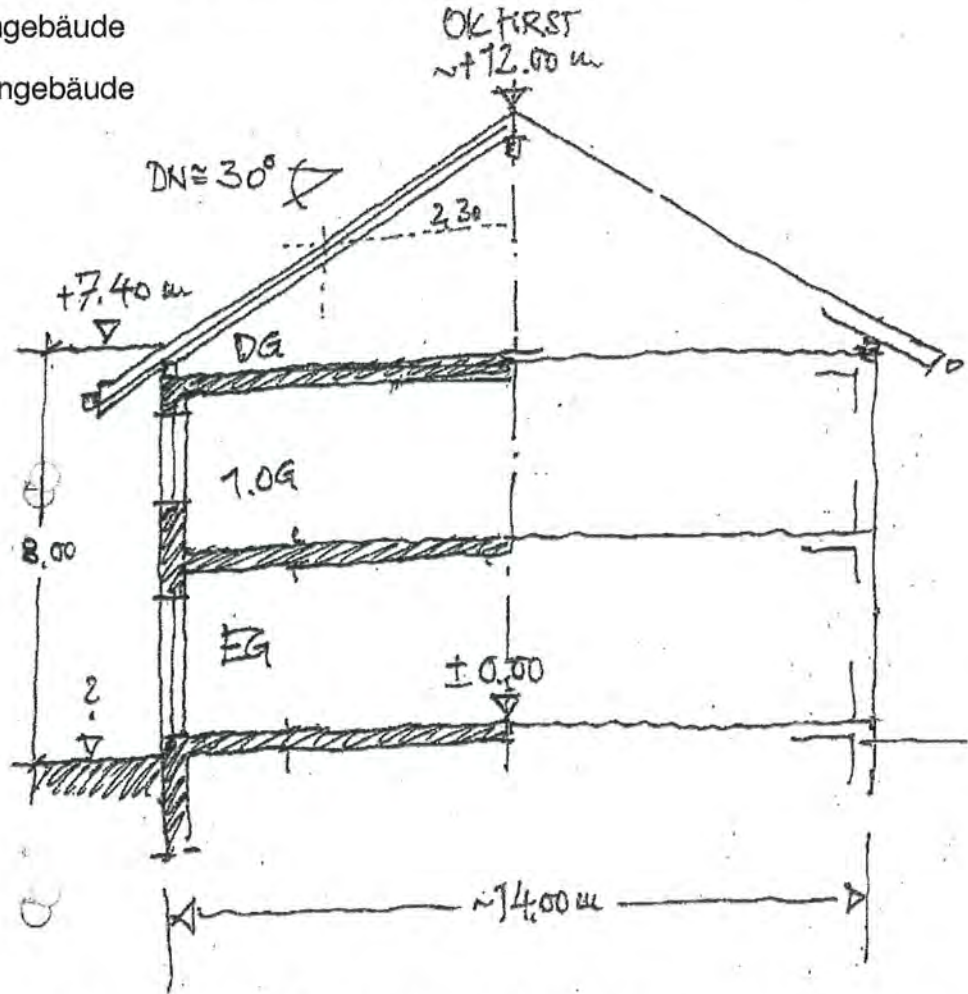 ngebäude
ngebäude
OK FIRST
~+12.00 m
DN≅30°
2,30
+7.40 m
DG
1.OG
8,00
EG
±0,00
?
~14,00 m